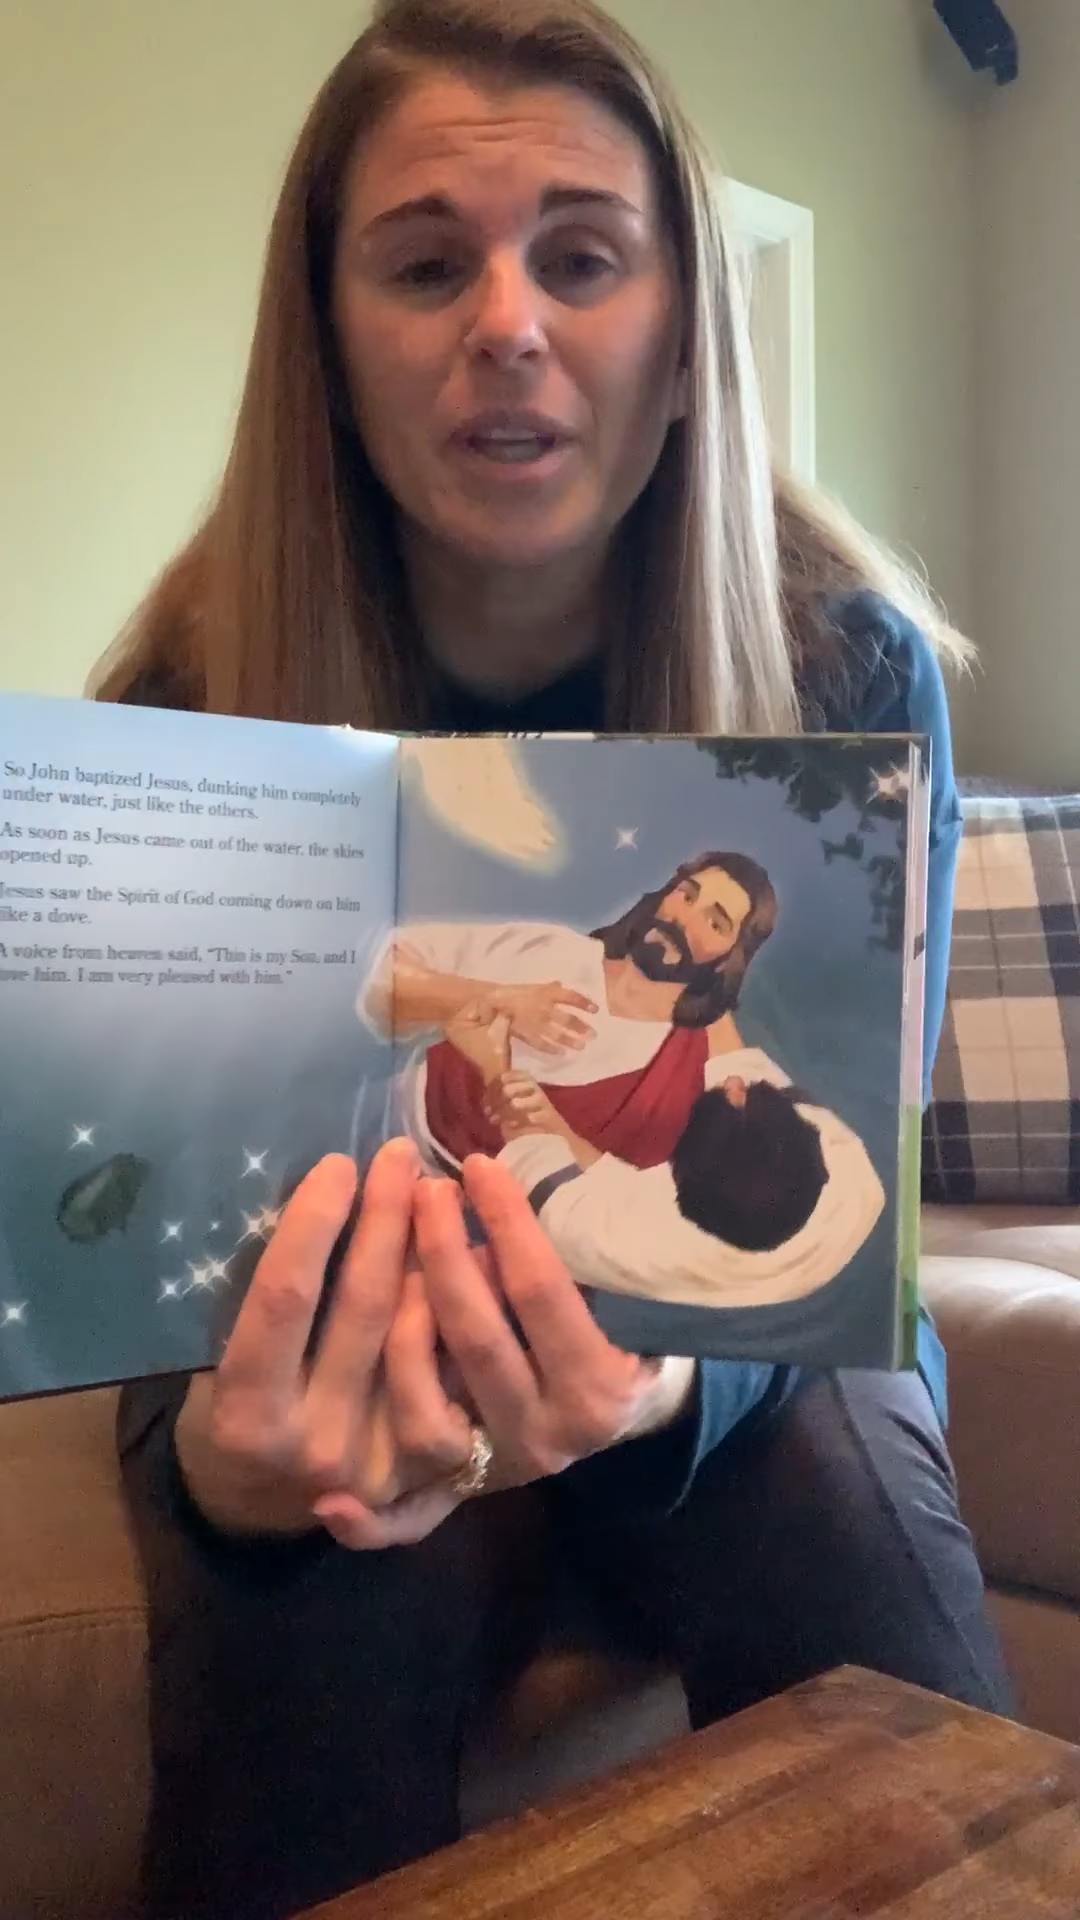 So John baptized Jesus, dunking him completely
under water, just like the others.
As soon as Jesus came out of the water, the skies
opened up.
Jesus saw the Spirit of God coming down on him
like a dove.
A voice from heaven said, "This is my Son, and I
love him. I am very pleased with him."